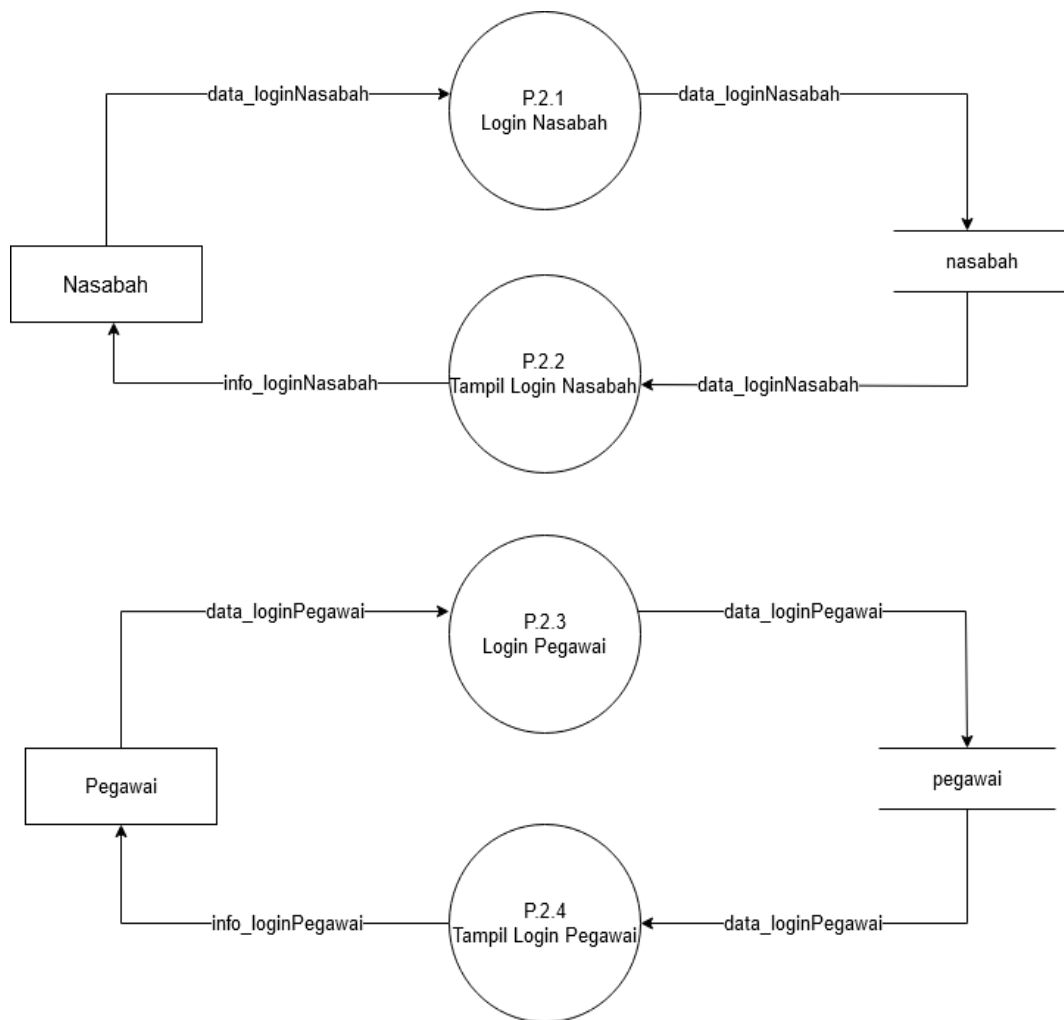 data_loginNasabah
P.2.1
Login Nasabah
data_loginNasabah
Nasabah
nasabah
info_loginNasabah
P.2.2
Tampil Login Nasabah
data_loginNasabah
data_loginPegawai
P.2.3
Login Pegawai
data_loginPegawai
Pegawai
pegawai
info_loginPegawai
P.2.4
Tampil Login Pegawai
data_loginPegawai